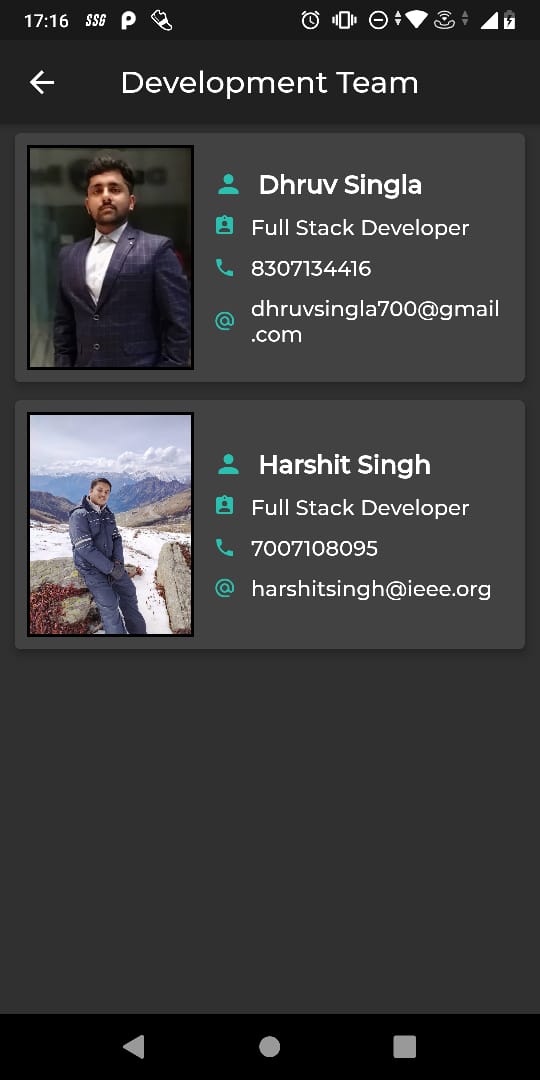 17:16 SSG
Development Team
Dhruv Singla
Full Stack Developer
8307134416
dhruvsingla700@gmail
.com
Harshit Singh
Full Stack Developer
7007108095
harshitsingh@ieee.org